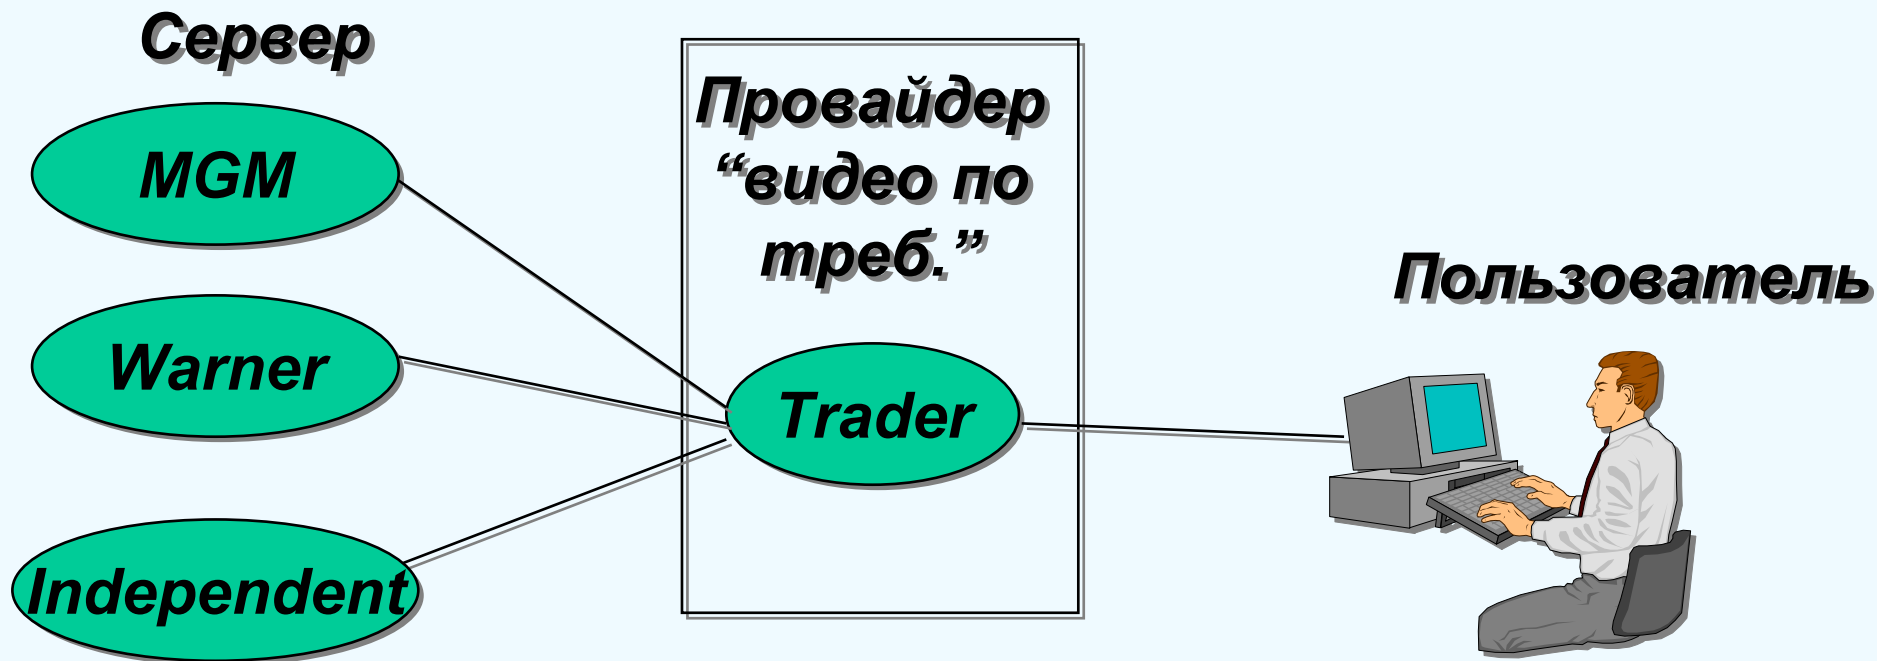 Сервер
MGM
Warner
Independent
Провайдер
“видео по
треб.”
Trader
Пользователь